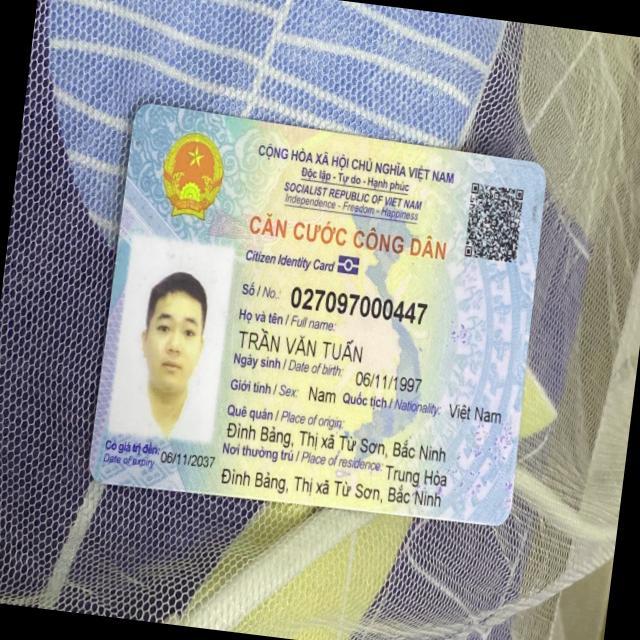 CỘNG HÒA XÃ HỘI CHỦ NGHĨA VIỆT NAM
Độc lập - Tự do - Hạnh phúc
SOCIALIST REPUBLIC OF VIET NAM
Independence - Freedom - Happiness
CĂN CƯỚC CÔNG DÂN
Citizen Identity Card
Số / No.: 027097000447
Họ và tên / Full name:
TRẦN VĂN TUẤN
Ngày sinh / Date of birth: 06/11/1997
Giới tính / Sex: Nam Quốc tịch / Nationality: Việt Nam
Quê quán / Place of origin:
Đình Bảng, Thị xã Từ Sơn, Bắc Ninh
Nơi thường trú / Place of residence: Trung Hòa
Đình Bảng, Thị xã Từ Sơn, Bắc Ninh
Có giá trị đến: 06/11/2037
Date of expiry: